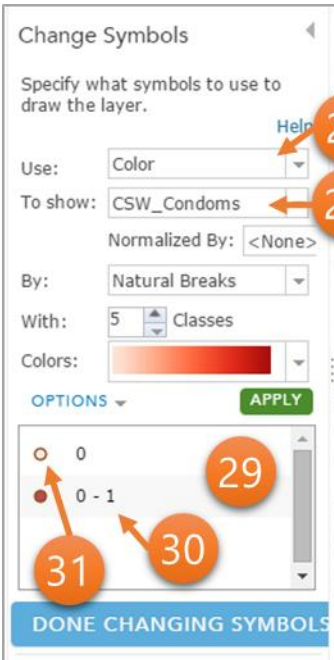 Change Symbols
Specify what symbols to use to
draw the layer.
Help
Use: Color
To show: CSW_Condoms
Normalized By: <None>
By: Natural Breaks
With: 5 Classes
Colors:
OPTIONS APPLY
0
29
0 - 1
31 30
DONE CHANGING SYMBOLS